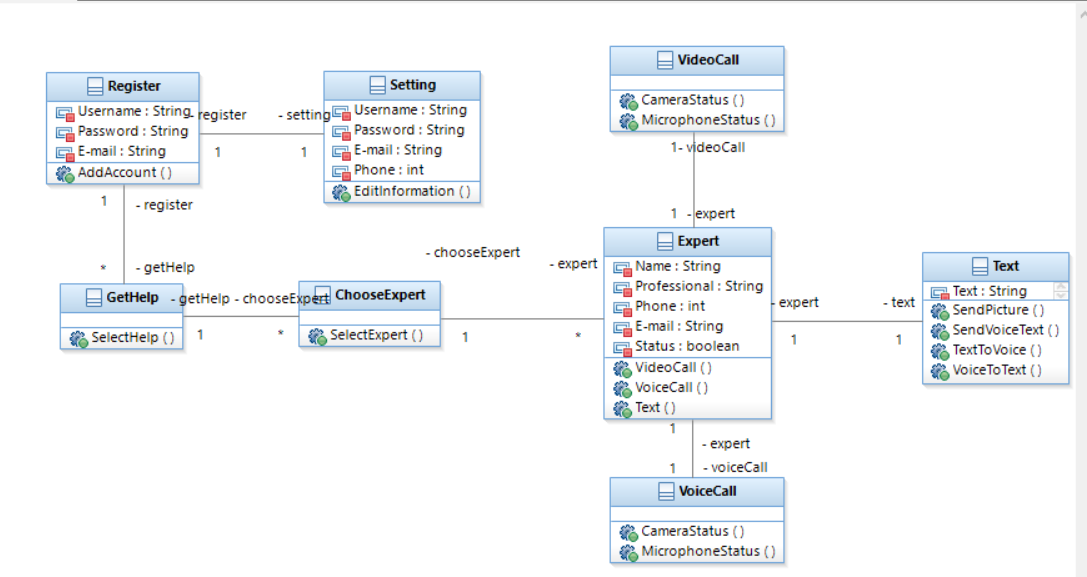 VideoCall
CameraStatus ( )
MicrophoneStatus ( )
Register
Username : String
Password : String
E-mail : String
AddAccount ( )
- register
1
- setting
1
Setting
Username : String
Password : String
E-mail : String
Phone : int
EditInformation ( )
1
- videoCall
1
- expert
1
- register
*
- getHelp
GetHelp
SelectHelp ( )
- getHelp
1
- chooseExpert
*
ChooseExpert
SelectExpert ( )
- chooseExpert
1
- expert
*
Expert
Name : String
Professional : String
Phone : int
E-mail : String
Status : boolean
VideoCall ( )
VoiceCall ( )
Text ( )
- expert
1
- text
1
Text
Text : String
SendPicture ( )
SendVoiceText ( )
TextToVoice ( )
VoiceToText ( )
1
- expert
1
- voiceCall
VoiceCall
CameraStatus ( )
MicrophoneStatus ( )